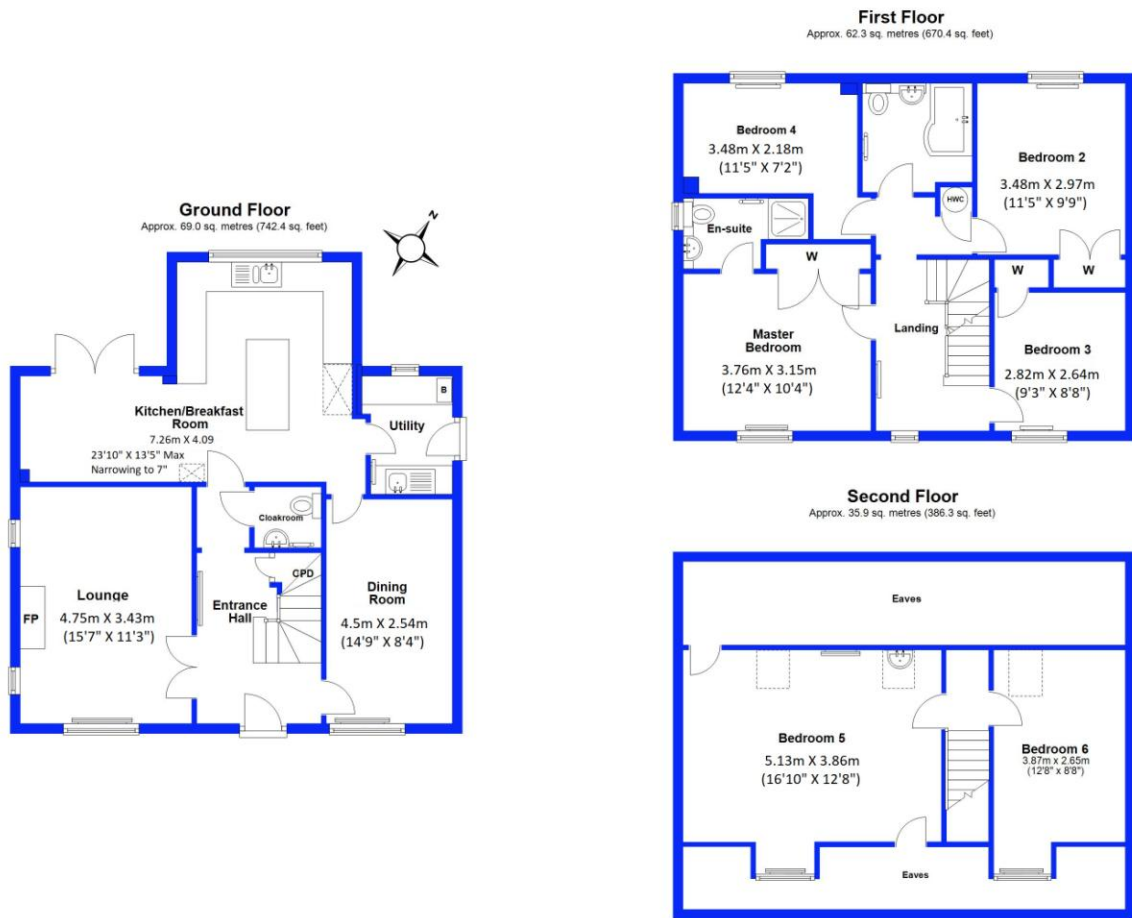 Ground Floor
Approx. 69.0 sq. metres (742.4 sq. feet)
N
Kitchen/Breakfast
Room
7.26m X 4.09
23'10" X 13'5" Max
Narrowing to 7"
B
Utility
Cloakroom
CPD
Lounge
4.75m X 3.43m
(15'7" X 11'3")
FP
Entrance
Hall
Dining
Room
4.5m X 2.54m
(14'9" X 8'4")
First Floor
Approx. 62.3 sq. metres (670.4 sq. feet)
Bedroom 4
3.48m X 2.18m
(11'5" X 7'2")
Bedroom 2
3.48m X 2.97m
(11'5" X 9'9")
HWC
En-suite
W
W
W
Master
Bedroom
3.76m X 3.15m
(12'4" X 10'4")
Landing
Bedroom 3
2.82m X 2.64m
(9'3" X 8'8")
Second Floor
Approx. 35.9 sq. metres (386.3 sq. feet)
Eaves
Bedroom 5
5.13m X 3.86m
(16'10" X 12'8")
Bedroom 6
3.87m x 2.65m
(12'8" x 8'8")
Eaves